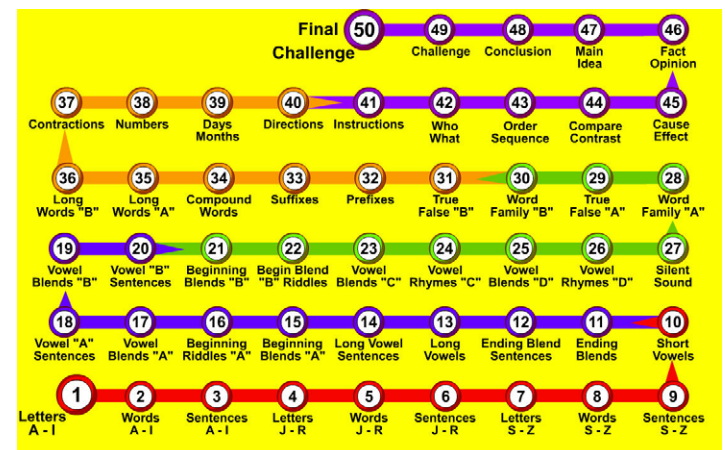 Final
Challenge
50 49 48 47 46
Challenge Conclusion Main Idea Fact Opinion
37 38 39 40 41 42 43 44 45
Contractions Numbers Days Months Directions Instructions Who What Order Sequence Compare Contrast Cause Effect
36 35 34 33 32 31 30 29 28
Long Words "B" Long Words "A" Compound Words Suffixes Prefixes True False "B" Word Family "B" True False "A" Word Family "A"
19 20 21 22 23 24 25 26 27
Vowel Blends "B" Vowel "B" Sentences Beginning Blends "B" Begin Blend "B" Riddles Vowel Blends "C" Vowel Rhymes "C" Vowel Blends "D" Vowel Rhymes "D" Silent Sound
18 17 16 15 14 13 12 11 10
Vowel "A" Sentences Vowel Blends "A" Beginning Riddles "A" Beginning Blends "A" Long Vowel Sentences Long Vowels Ending Blend Sentences Ending Blends Short Vowels
1 2 3 4 5 6 7 8 9
Letters A - I Words A - I Sentences A - I Letters J - R Words J - R Sentences J - R Letters S - Z Words S - Z Sentences S - Z